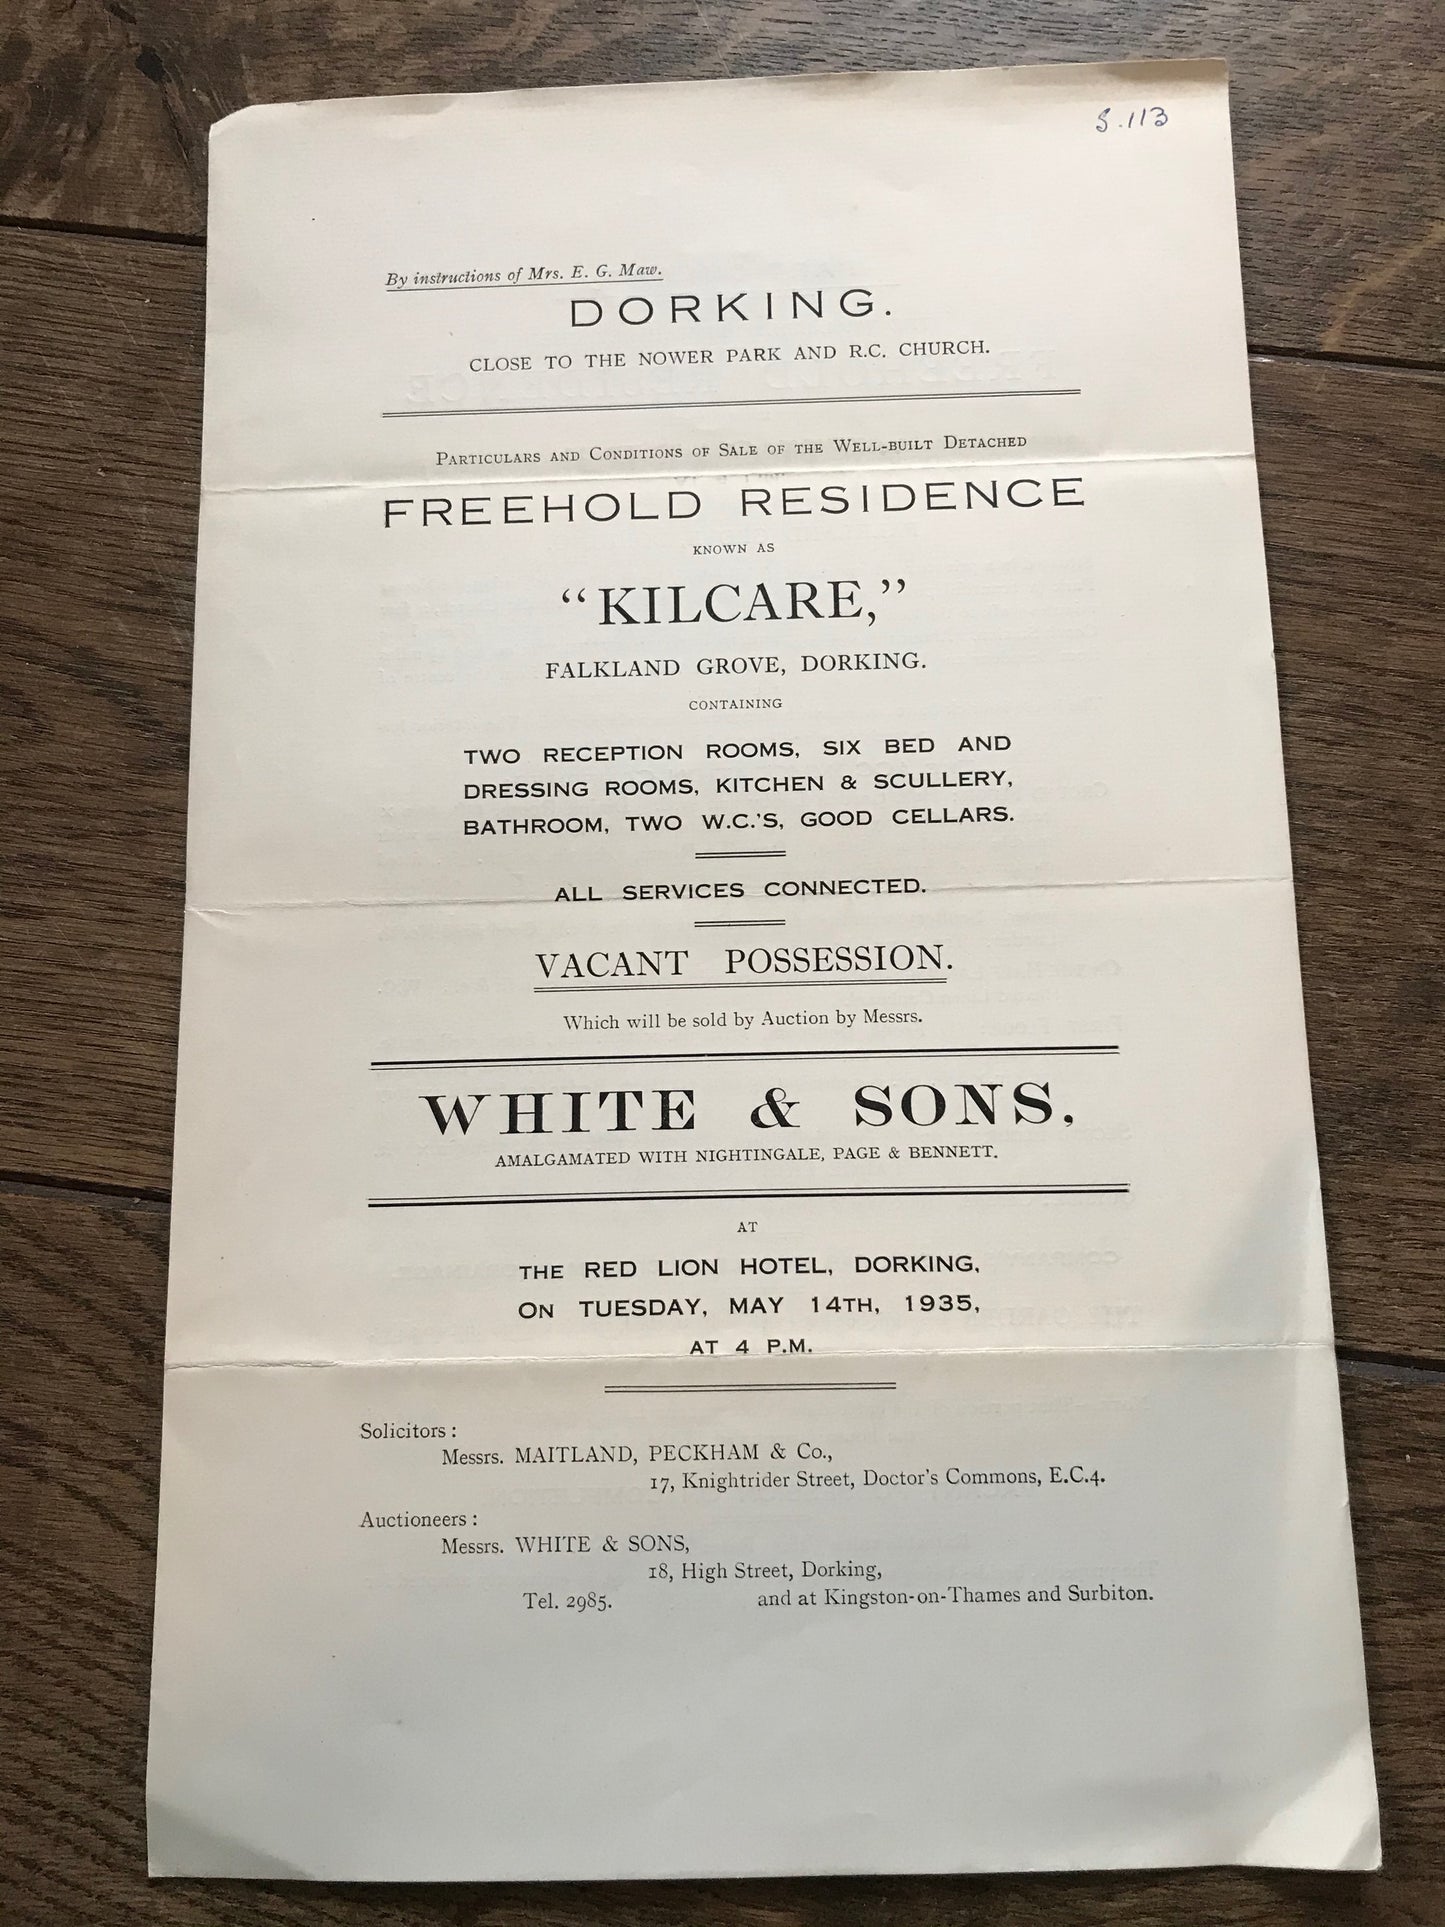 S.113
By instructions of Mrs. E. G. Maw.
DORKING.
CLOSE TO THE NOWER PARK AND R.C. CHURCH.
PARTICULARS AND CONDITIONS OF SALE OF THE WELL-BUILT DETACHED
FREEHOLD RESIDENCE
KNOWN AS
“KILCARE,”
FALKLAND GROVE, DORKING.
CONTAINING
TWO RECEPTION ROOMS, SIX BED AND
DRESSING ROOMS, KITCHEN & SCULLERY,
BATHROOM, TWO W.C.'S, GOOD CELLARS.
ALL SERVICES CONNECTED.
VACANT POSSESSION.
Which will be sold by Auction by Messrs.
WHITE & SONS.
AMALGAMATED WITH NIGHTINGALE, PAGE & BENNETT.
AT
THE RED LION HOTEL, DORKING,
ON TUESDAY, MAY 14TH, 1935,
AT 4 P.M.
Solicitors :
Messrs. MAITLAND, PECKHAM & Co.,
17, Knightrider Street, Doctor's Commons, E.C.4.
Auctioneers :
Messrs. WHITE & SONS,
18, High Street, Dorking,
Tel. 2985. and at Kingston-on-Thames and Surbiton.